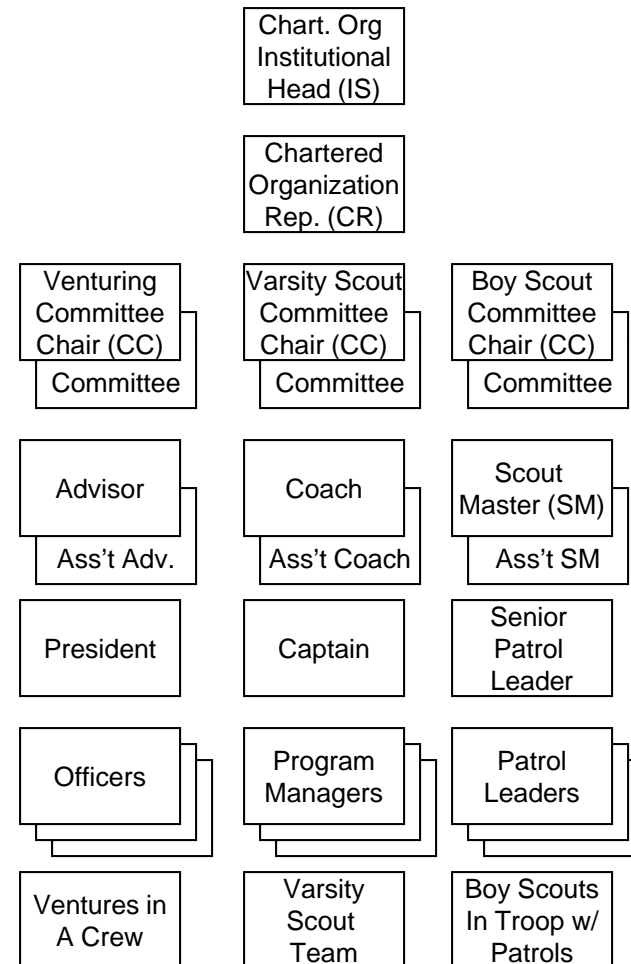 Chart. Org
Institutional
Head (IS)
Chartered
Organization
Rep. (CR)
Venturing
Committee
Chair (CC)
Committee
Varsity Scout
Committee
Chair (CC)
Committee
Boy Scout
Committee
Chair (CC)
Committee
Advisor
Ass’t Adv.
Coach
Ass’t Coach
Scout
Master (SM)
Ass’t SM
President
Captain
Senior
Patrol
Leader
Officers
Program
Managers
Patrol
Leaders
Ventures in
A Crew
Varsity
Scout
Team
Boy Scouts
In Troop w/
Patrols